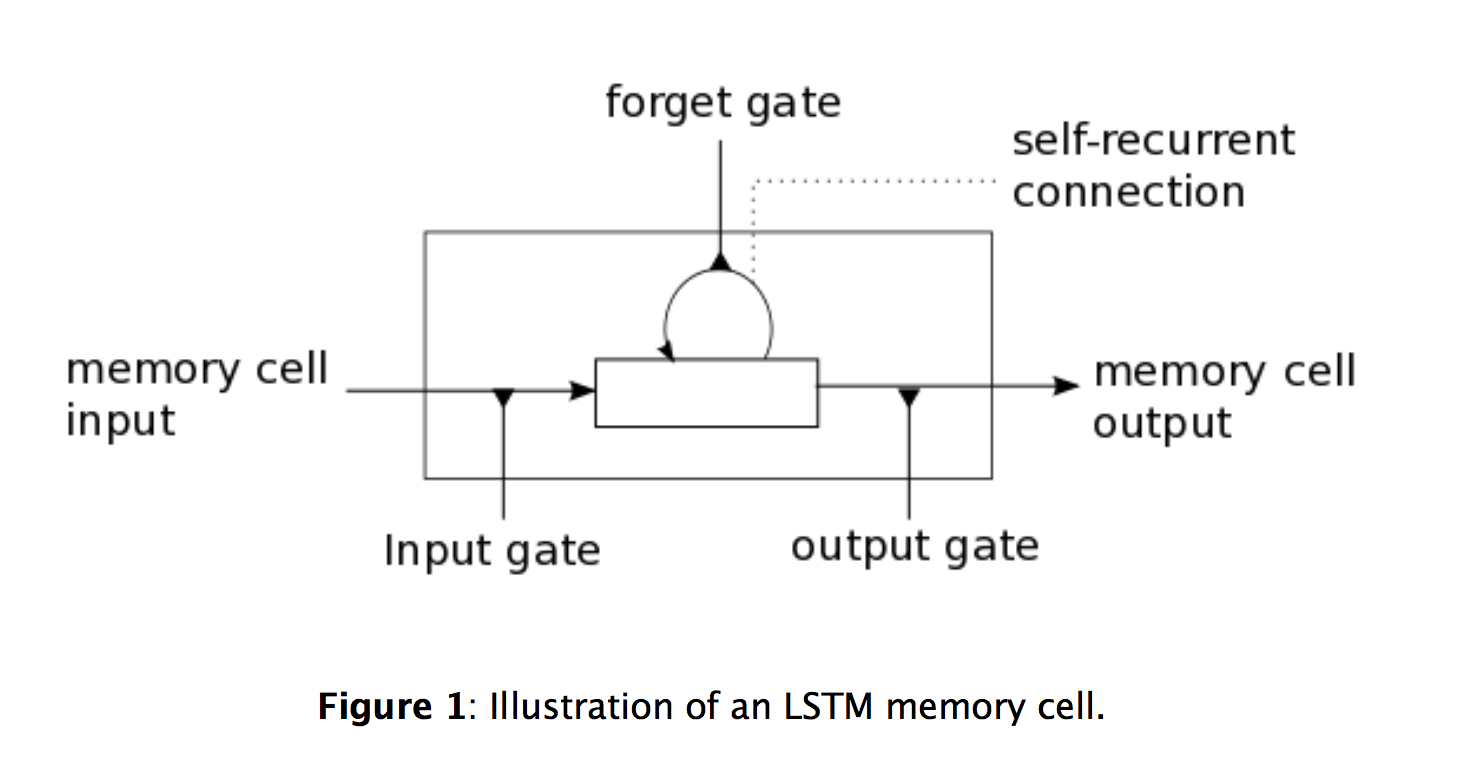 forget gate
self-recurrent
connection
memory cell
input
memory cell
output
Input gate
output gate
Figure 1: Illustration of an LSTM memory cell.